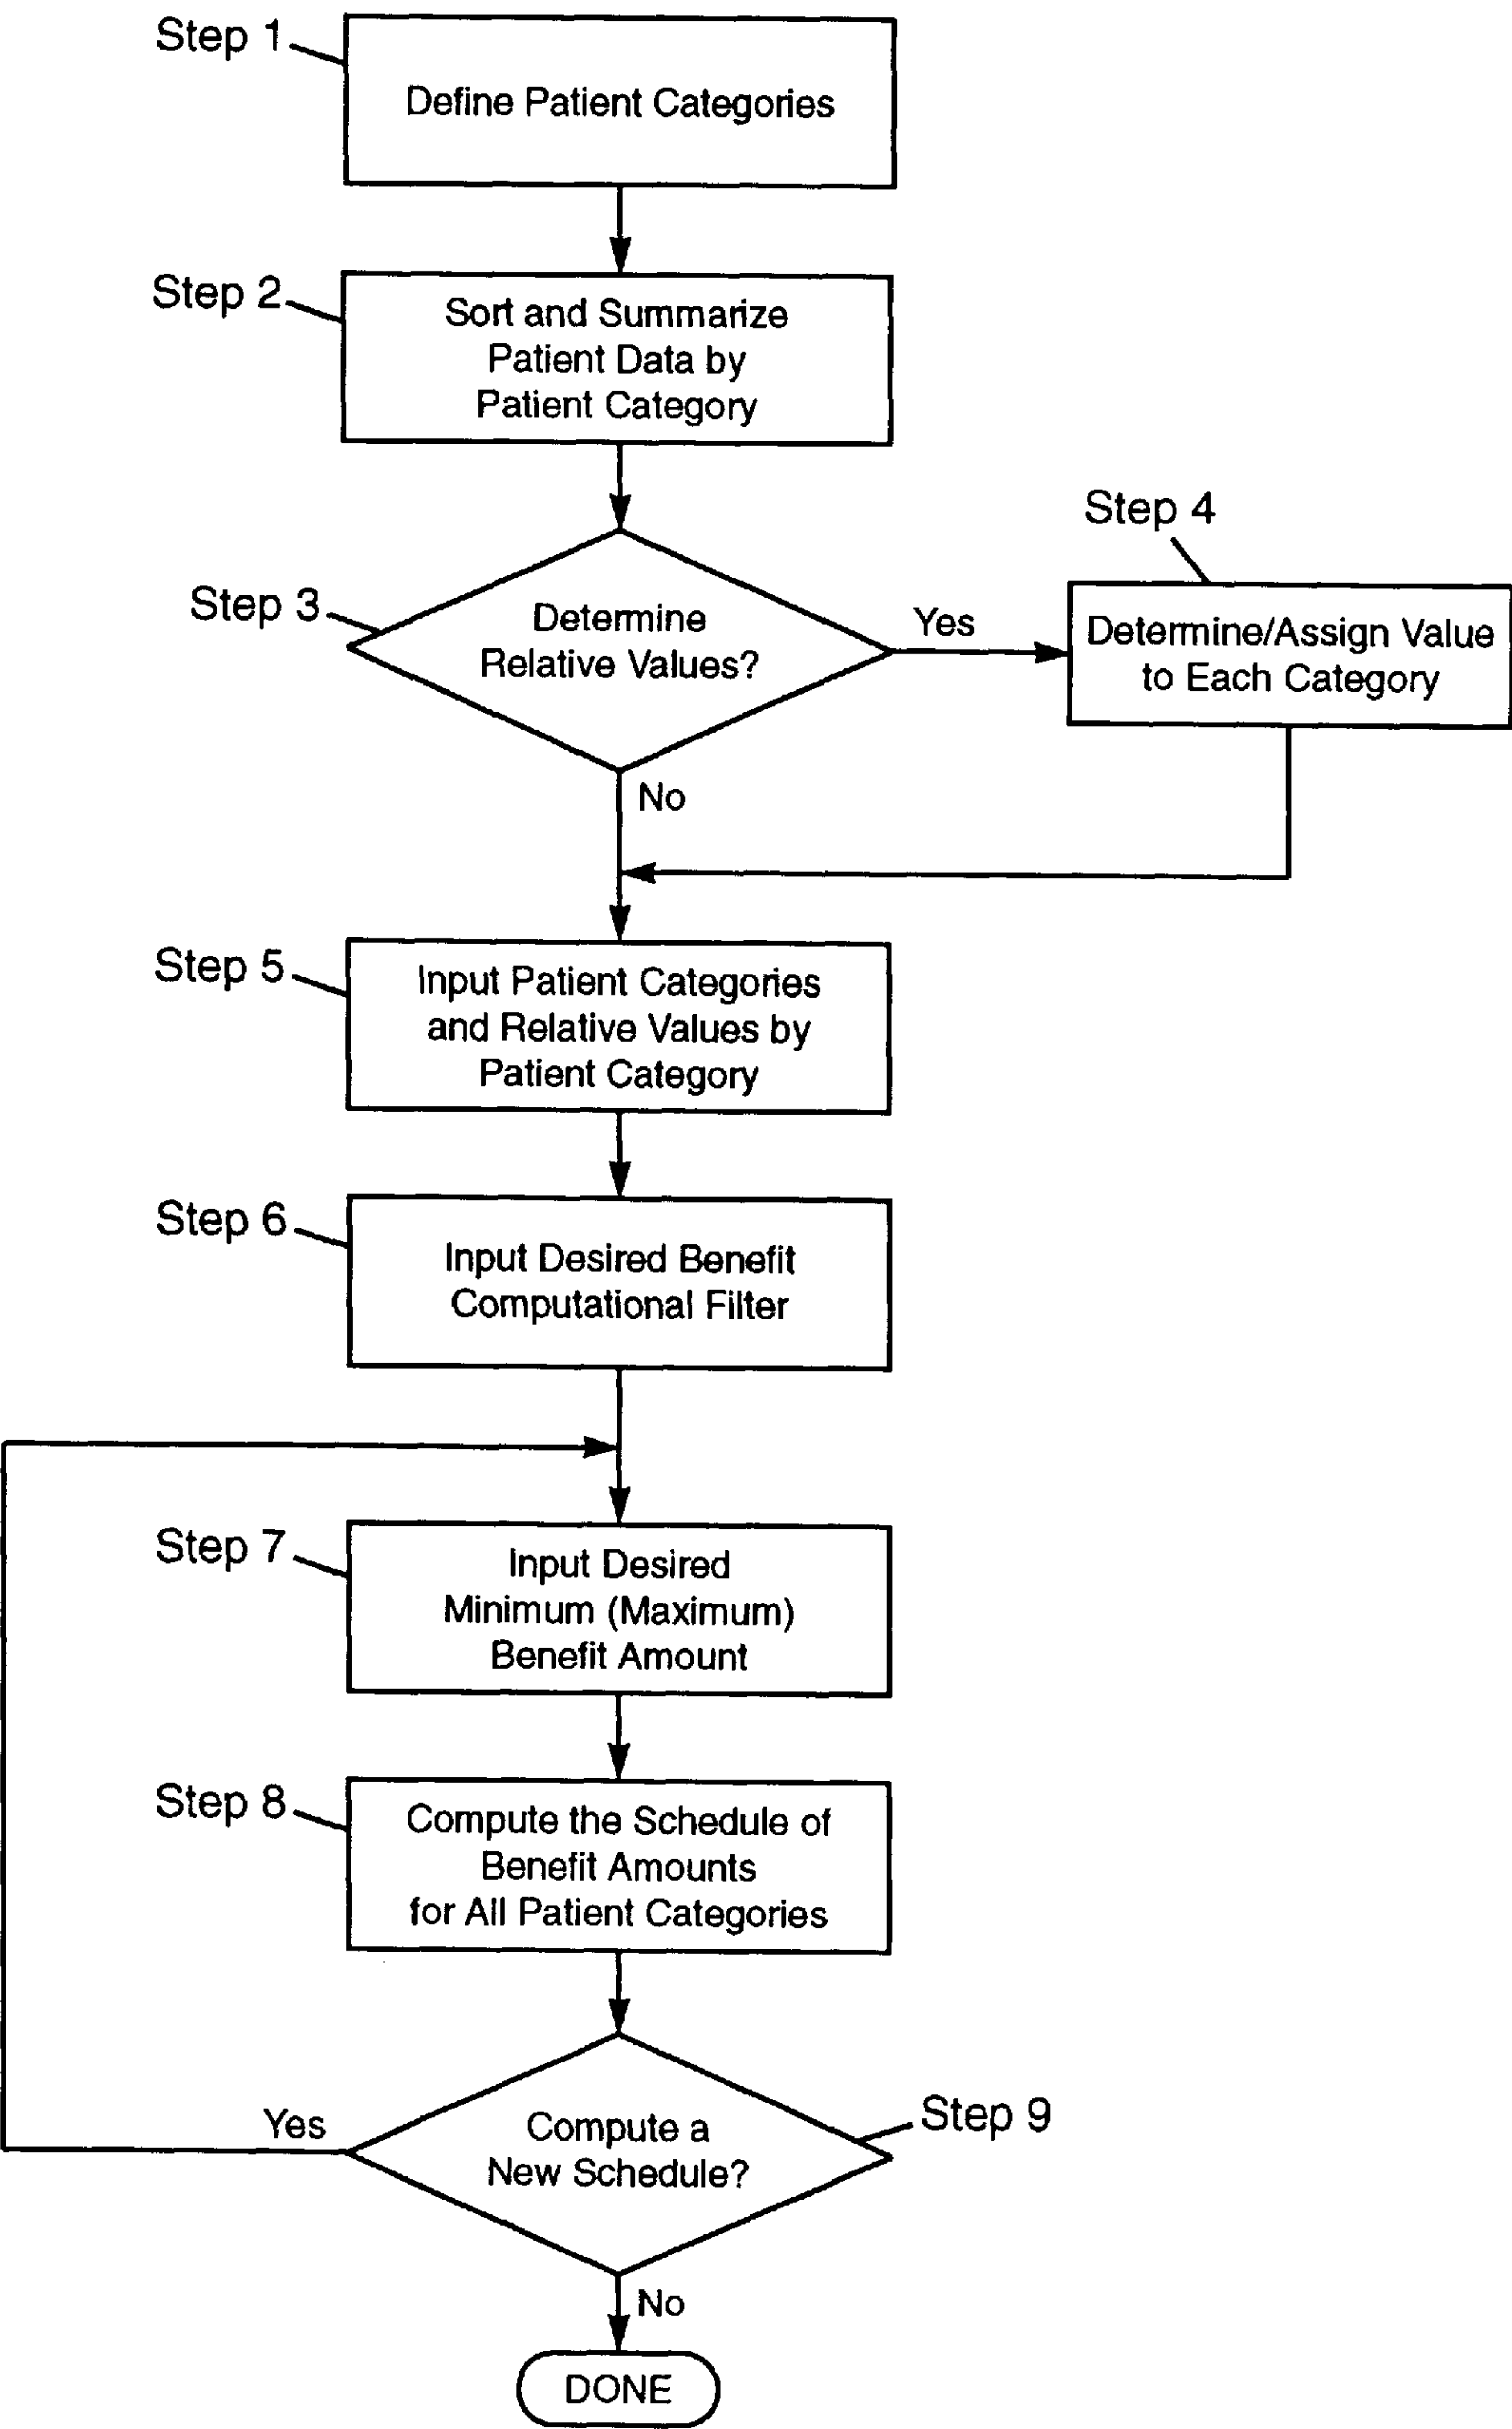 Step 1
Define Patient Categories
Step 2
Sort and Summarize
Patient Data by
Patient Category
Step 3
Determine
Relative Values?
Yes
Step 4
Determine/Assign Value
to Each Category
No
Step 5
Input Patient Categories
and Relative Values by
Patient Category
Step 6
Input Desired Benefit
Computational Filter
Step 7
Input Desired
Minimum (Maximum)
Benefit Amount
Step 8
Compute the Schedule of
Benefit Amounts
for All Patient Categories
Yes
Compute a
New Schedule?
Step 9
No
DONE